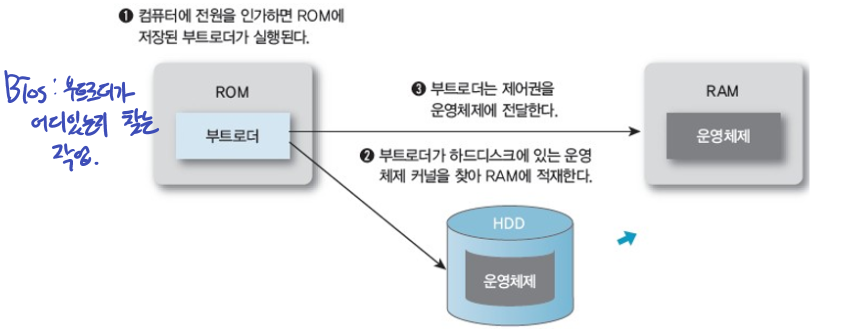 ❶ 컴퓨터에 전원을 인가하면 ROM에
저장된 부트로더가 실행된다.
BIos : 부트로더가
어디있는지 찾는
작업.
ROM
부트로더
❸ 부트로더는 제어권을
운영체제에 전달한다.
❷ 부트로더가 하드디스크에 있는 운영
체제 커널을 찾아 RAM에 적재한다.
RAM
운영체제
HDD
운영체제